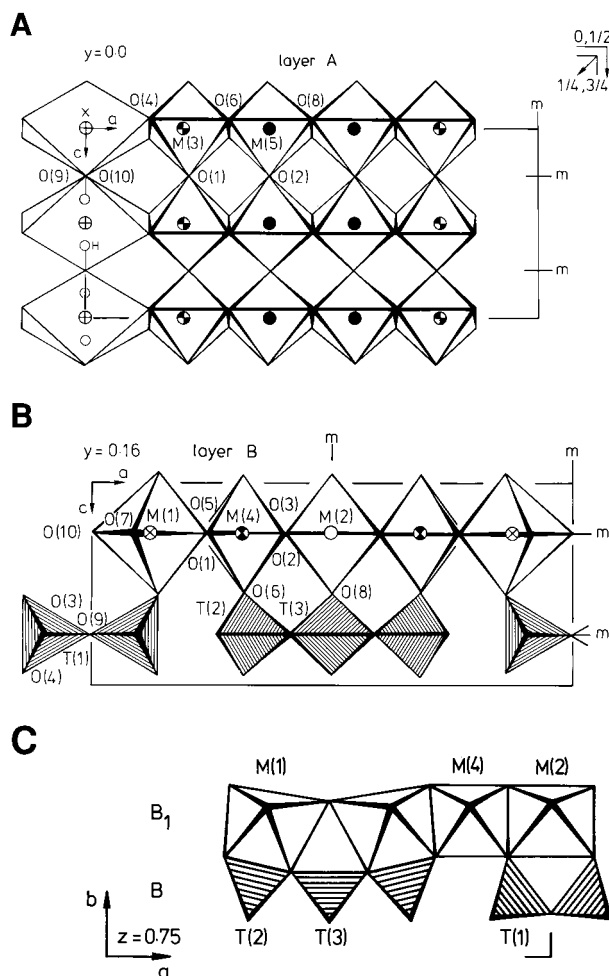 A
y=0·0
layer A
0,1/2
1/4,3/4
m
O(4) O(6) O(8)
x
a
M(3) M(5)
c
O(9) O(10) O(1) O(2) m
H
m
B
y=0.16 layer B m m
a
c
O(5) O(3)
O(10) O(7) M(1) M(4) M(2) m
O(1) O(2)
O(3) O(6) O(8)
O(9) T(2) T(3)
T(1) m
O(4)
C
M(1) M(4) M(2)
B1
b B
z=0.75 T(2) T(3) T(1)
a